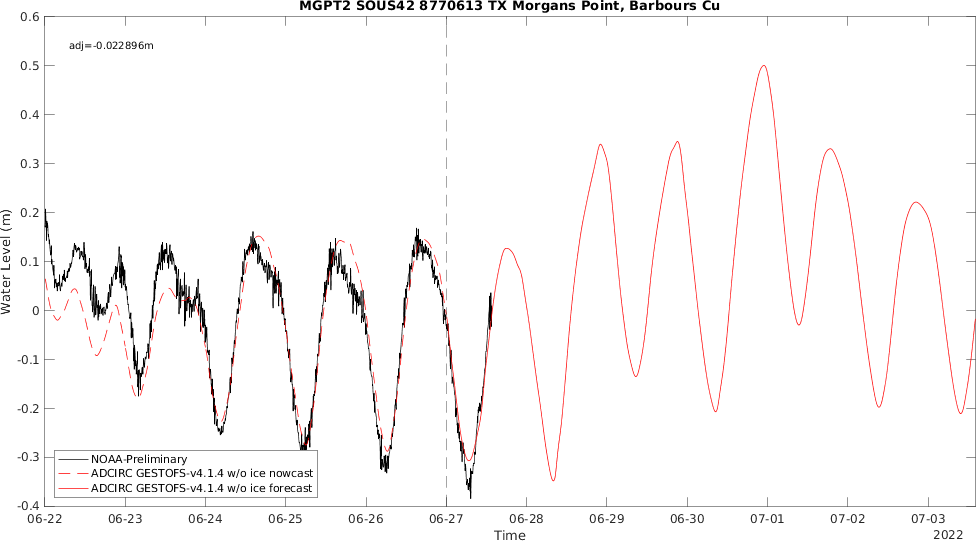 MGPT2 SOUS42 8770613 TX Morgans Point, Barbours Cu
adj=-0.022896m
0.6
0.5
0.4
0.3
0.2
0.1
0
-0.1
-0.2
-0.3
-0.4
Water Level (m)
NOAA-Preliminary
ADCIRC GESTOFS-v4.1.4 w/o ice nowcast
ADCIRC GESTOFS-v4.1.4 w/o ice forecast
06-22 06-23 06-24 06-25 06-26 06-27 06-28 06-29 06-30 07-01 07-02 07-03
Time
2022